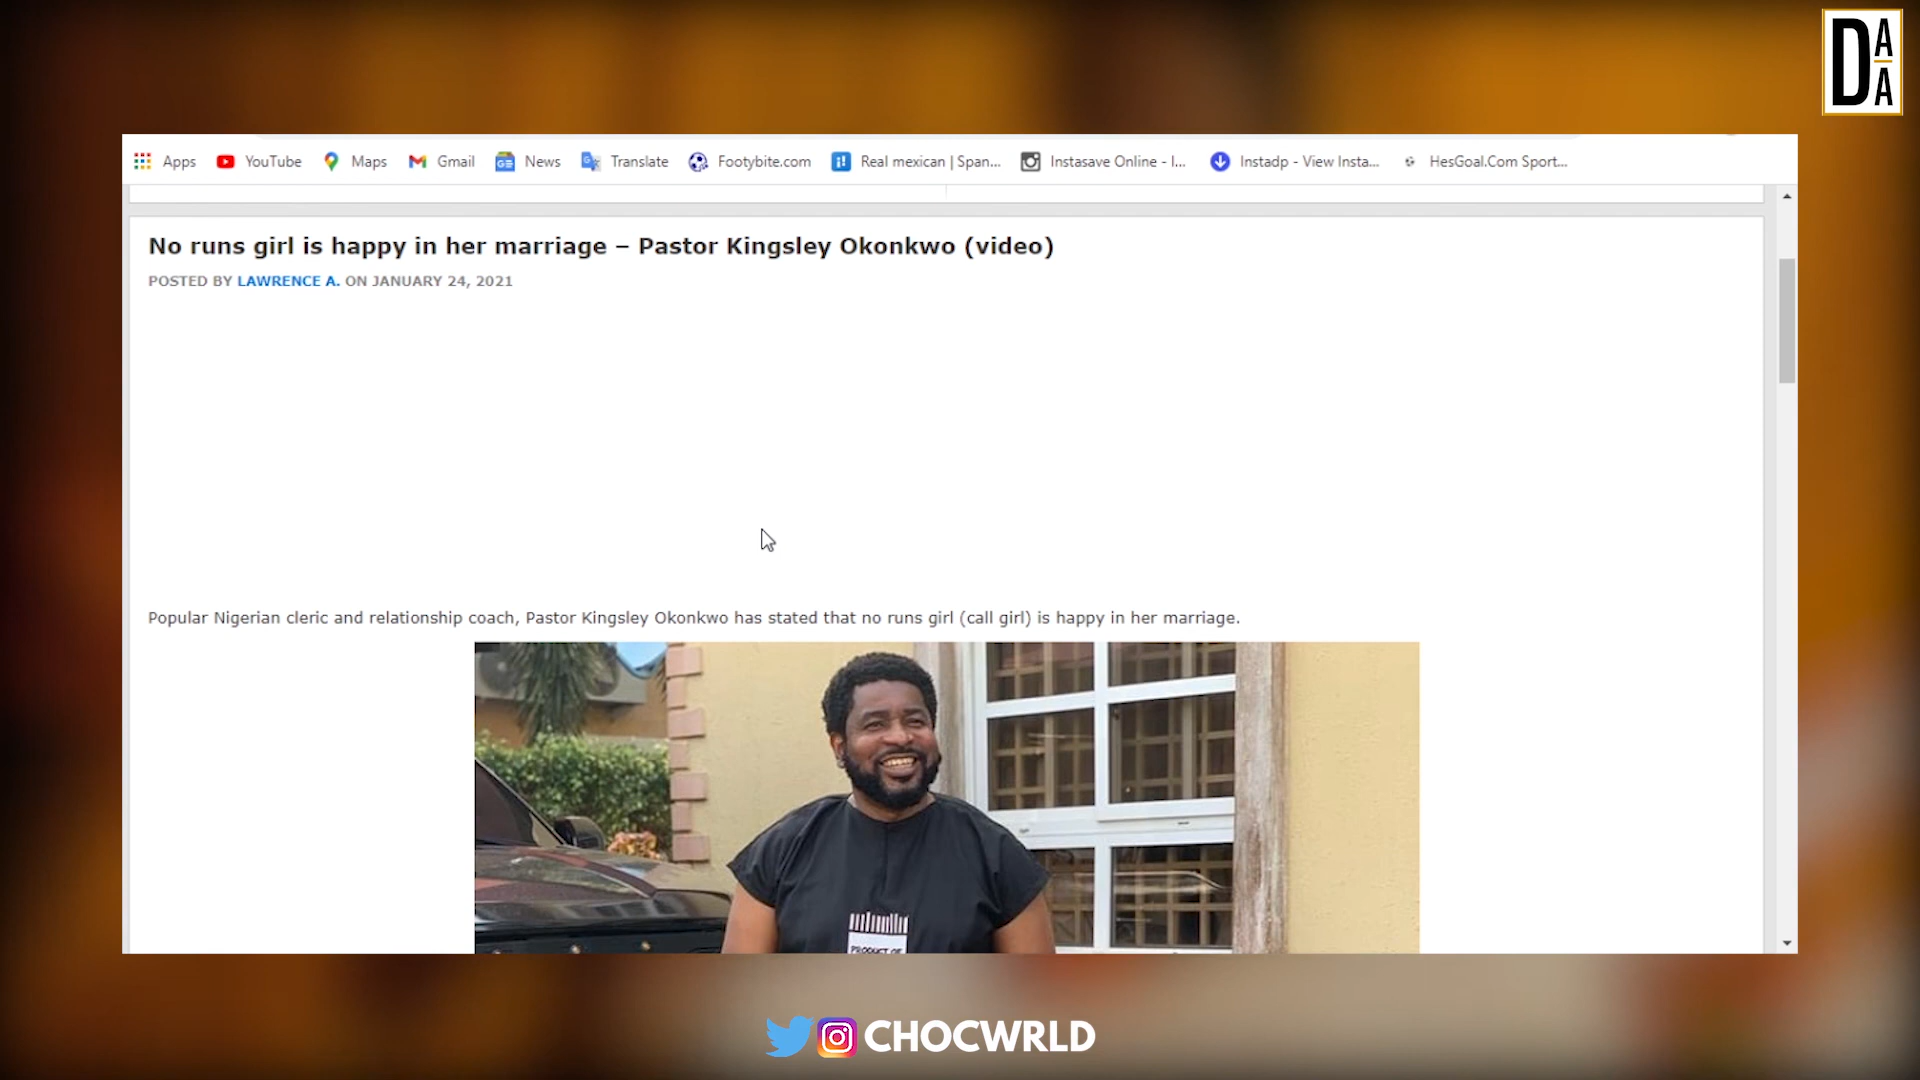 D A A
Apps YouTube Maps Gmail News Translate Footybite.com Real mexican | Span... Instasave Online - I... Instadp - View Insta... HesGoal.Com Sport...
No runs girl is happy in her marriage – Pastor Kingsley Okonkwo (video)
POSTED BY LAWRENCE A. ON JANUARY 24, 2021
Popular Nigerian cleric and relationship coach, Pastor Kingsley Okonkwo has stated that no runs girl (call girl) is happy in her marriage.
PRODUCT OF
CHOCWRLD